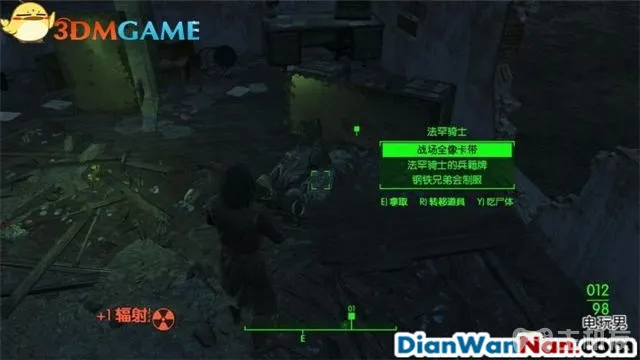 3DMGAME
法罕骑士
战场全像卡带
法罕骑士的兵籍牌
钢铁兄弟会制服
E) 拿取 R) 转移道具 Y) 吃尸体
012
98
+1 辐射
01
E
电玩男
DianWanNan.com